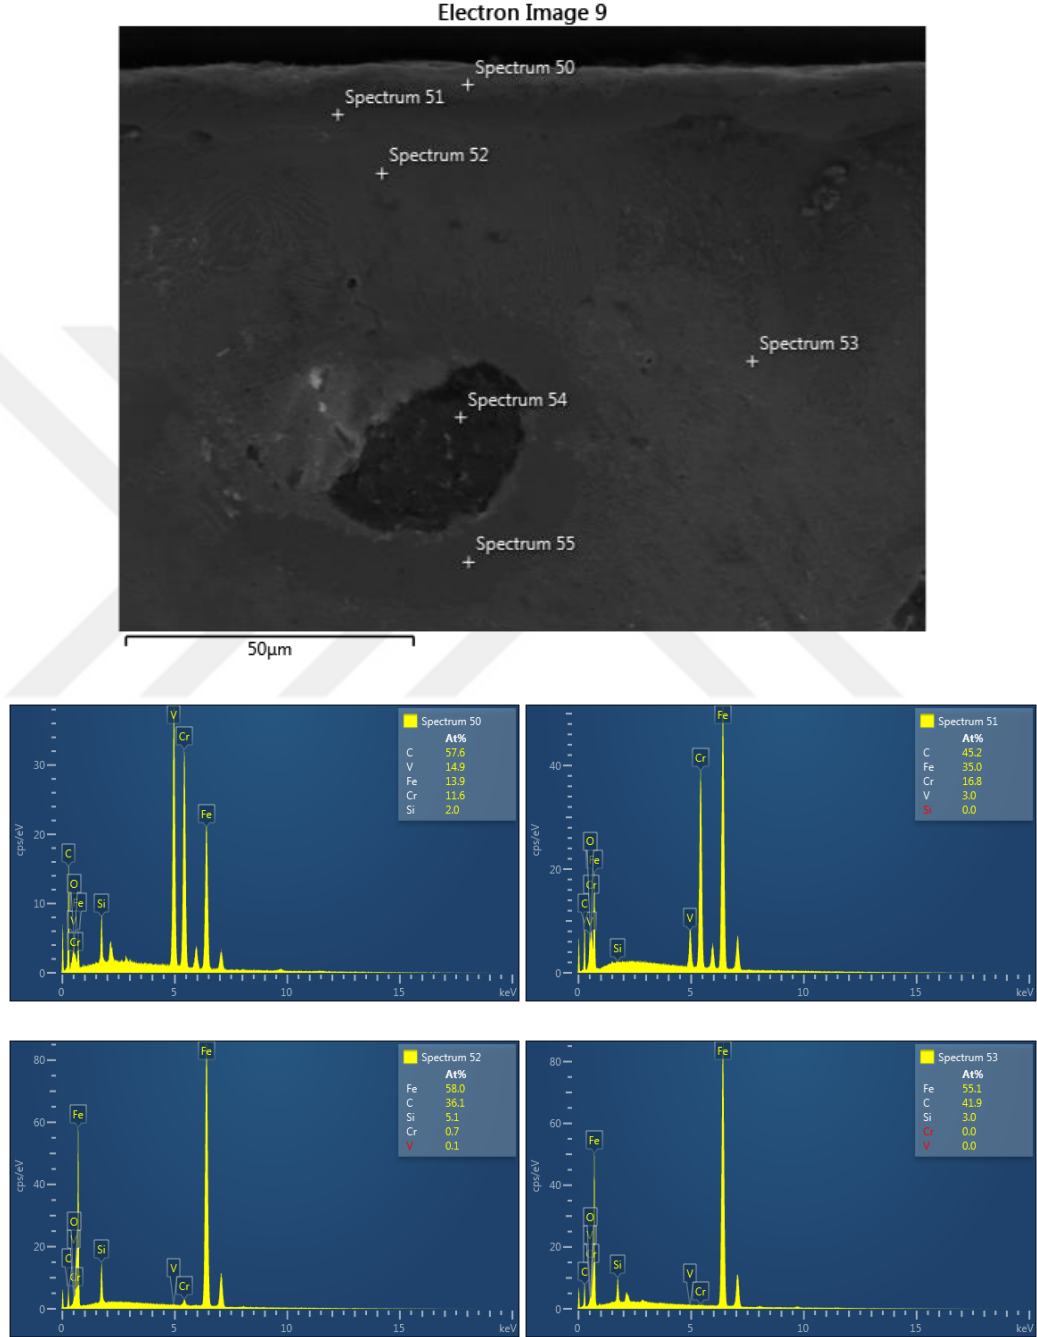 Electron Image 9
Spectrum 50
Spectrum 51
Spectrum 52
Spectrum 53
Spectrum 54
Spectrum 55
50µm
Spectrum 50
At%
C 57.6
V 14.9
Fe 13.9
Cr 11.6
Si 2.0
V
Cr
Fe
C
O
Fe
V
Cr
Si
cps/eV
30
20
10
0
0 5 10 15 keV
Spectrum 51
At%
C 45.2
Fe 35.0
Cr 16.8
V 3.0
Si 0.0
Fe
Cr
O
Fe
Cr
C
V
Si
V
cps/eV
40
20
0
0 5 10 15 keV
Spectrum 52
At%
Fe 58.0
C 36.1
Si 5.1
Cr 0.7
V 0.1
Fe
Fe
O
C
Cr
Si
V
Cr
cps/eV
80
60
40
20
0
0 5 10 15 keV
Spectrum 53
At%
Fe 55.1
C 41.9
Si 3.0
Cr 0.0
V 0.0
Fe
Fe
O
Cr
C
Si
V
Cr
cps/eV
80
60
40
20
0
0 5 10 15 keV